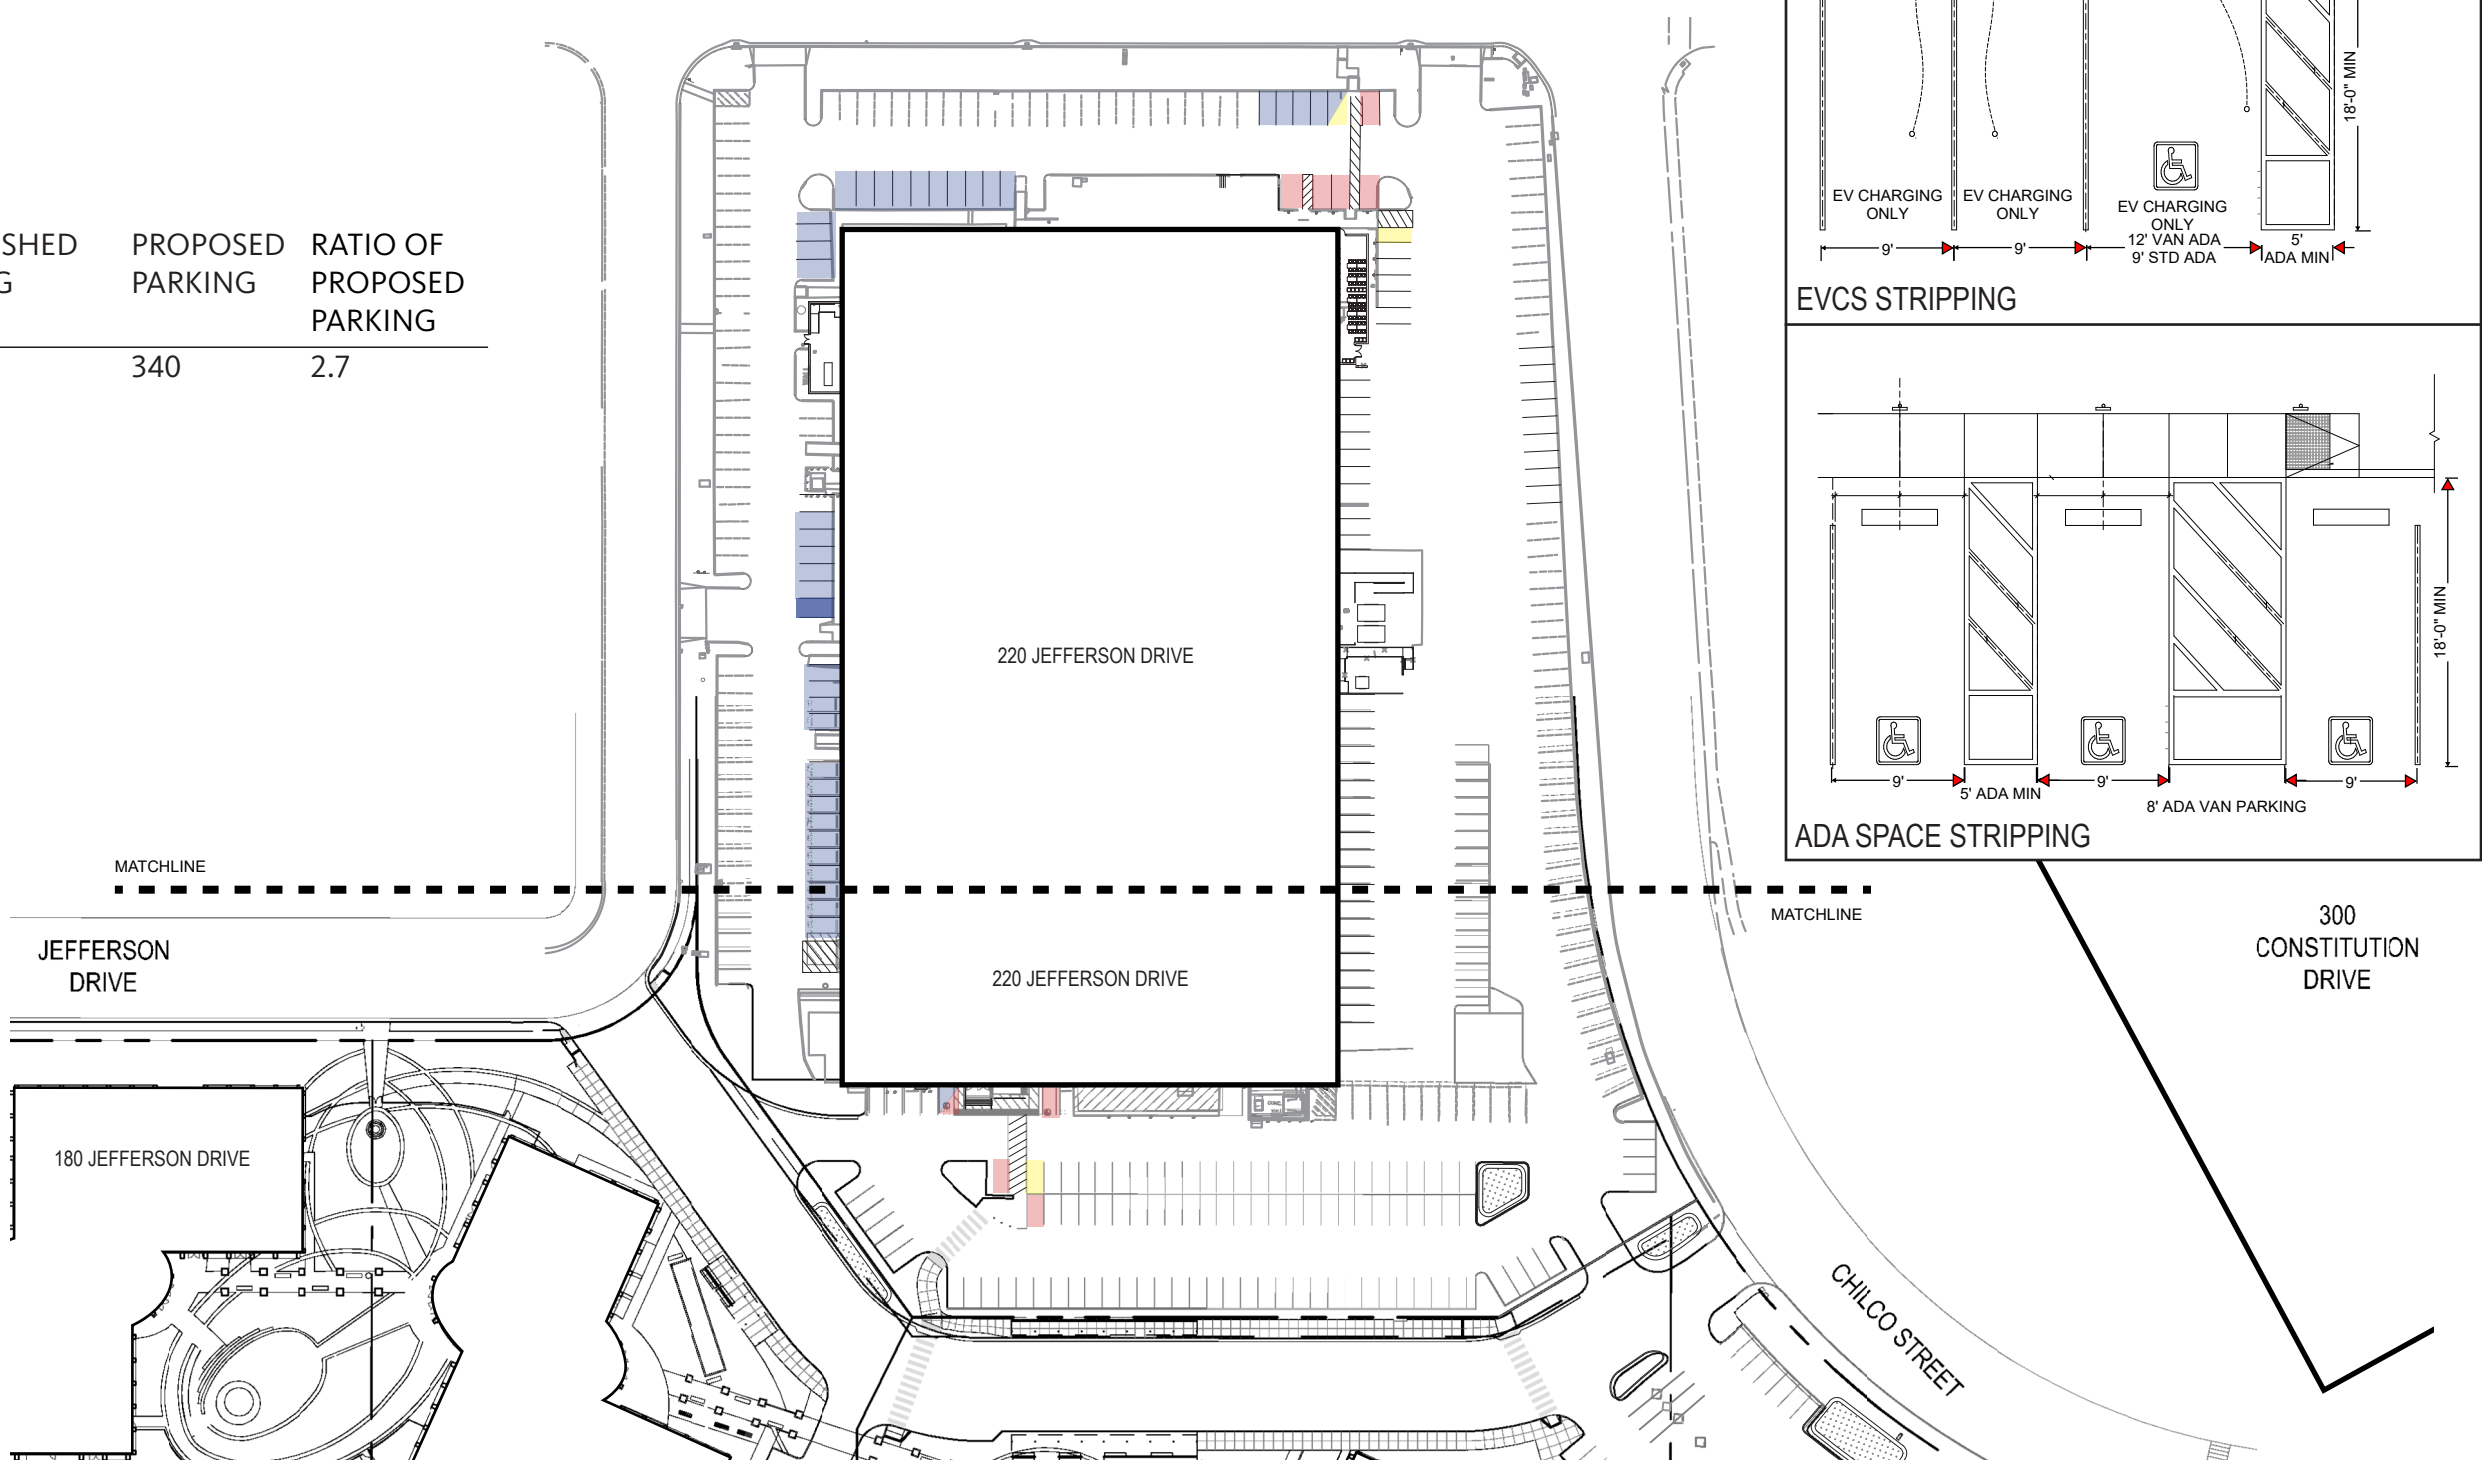 SHED
G
PROPOSED
PARKING
RATIO OF
PROPOSED
PARKING
340
2.7
EV CHARGING
ONLY
EV CHARGING
ONLY
EV CHARGING
ONLY
18'-0" MIN
9'
9'
12' VAN ADA
9' STD ADA
5'
ADA MIN
EVCS STRIPPING
18'-0" MIN
9'
5' ADA MIN
9'
8' ADA VAN PARKING
9'
ADA SPACE STRIPPING
220 JEFFERSON DRIVE
MATCHLINE
MATCHLINE
JEFFERSON
DRIVE
220 JEFFERSON DRIVE
300
CONSTITUTION
DRIVE
180 JEFFERSON DRIVE
CHILCO STREET